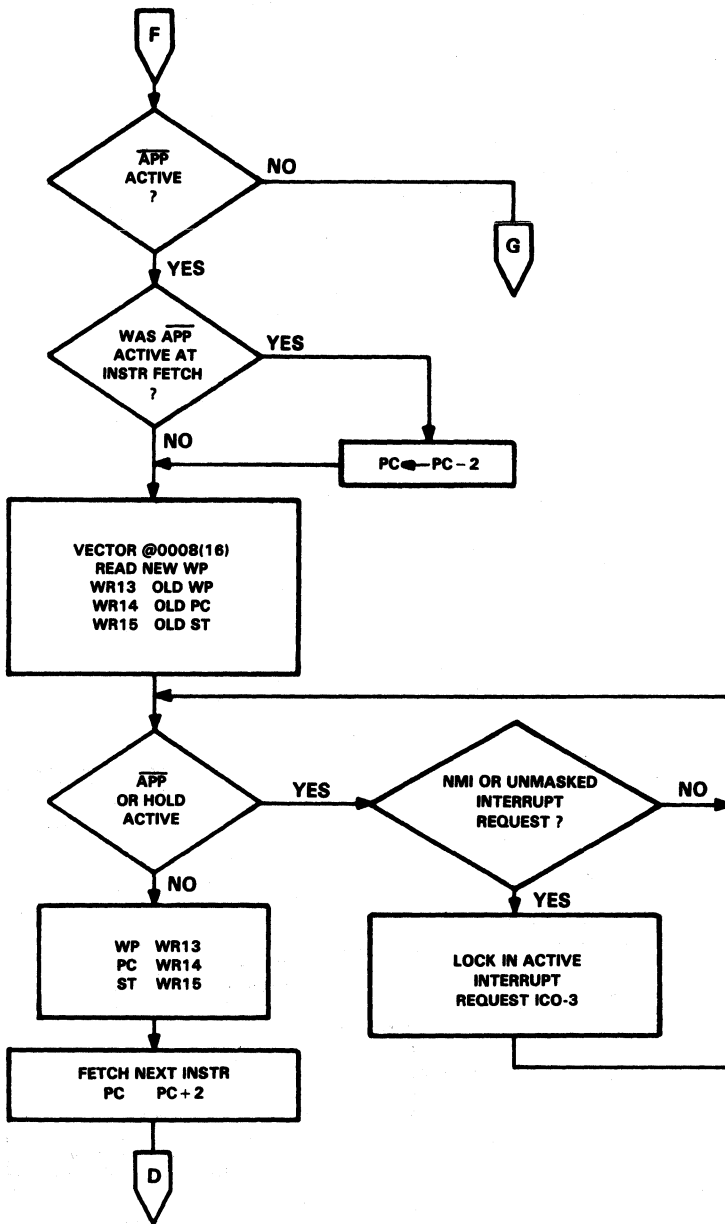 F
APP
ACTIVE
?
NO
G
YES
WAS APP
ACTIVE AT
INSTR FETCH
?
YES
NO
PC PC-2
VECTOR @0008(16)
READ NEW WP
WR13 OLD WP
WR14 OLD PC
WR15 OLD ST
APP
OR HOLD
ACTIVE
YES
NMI OR UNMASKED
INTERRUPT
REQUEST ?
NO
NO
YES
WP WR13
PC WR14
ST WR15
LOCK IN ACTIVE
INTERRUPT
REQUEST ICO-3
FETCH NEXT INSTR
PC PC+2
D